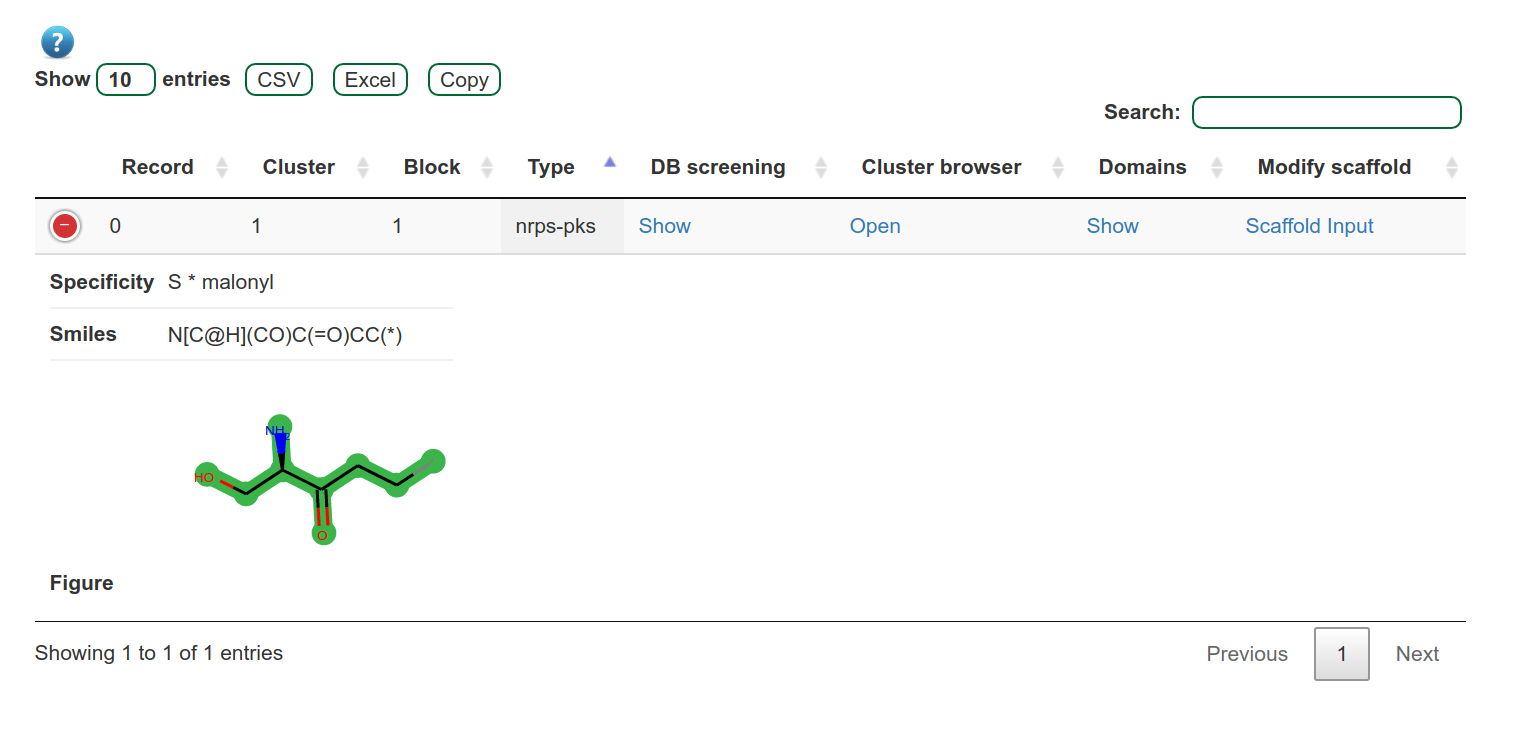 ?
Show 10 entries CSV Excel Copy
Search:
Record Cluster Block Type DB screening Cluster browser Domains Modify scaffold
0 1 1 nrps-pks Show Open Show Scaffold Input
Specificity S * malonyl
Smiles N[C@H](CO)C(=O)CC(*)
NH2
HO
O
Figure
Showing 1 to 1 of 1 entries Previous 1 Next